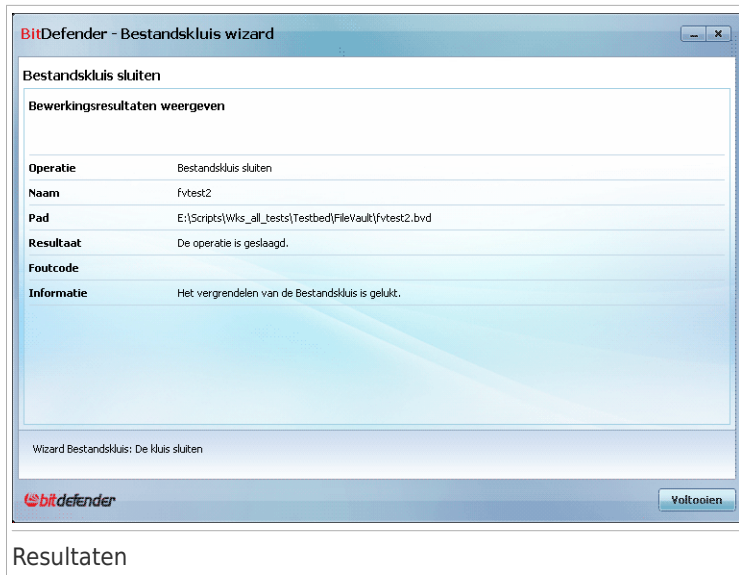 BitDefender - Bestandskluis wizard
Bestandskluis sluiten
Bewerkingsresultaten weergeven
Operatie Bestandskluis sluiten
Naam fvtest2
Pad E:\Scripts\Wks_all_tests\Testbed\FileVault\fvtest2.bvd
Resultaat De operatie is geslaagd.
Foutcode
Informatie Het vergrendelen van de Bestandskluis is gelukt.
Wizard Bestandskluis: De kluis sluiten
bitdefender
Voltooien
Resultaten